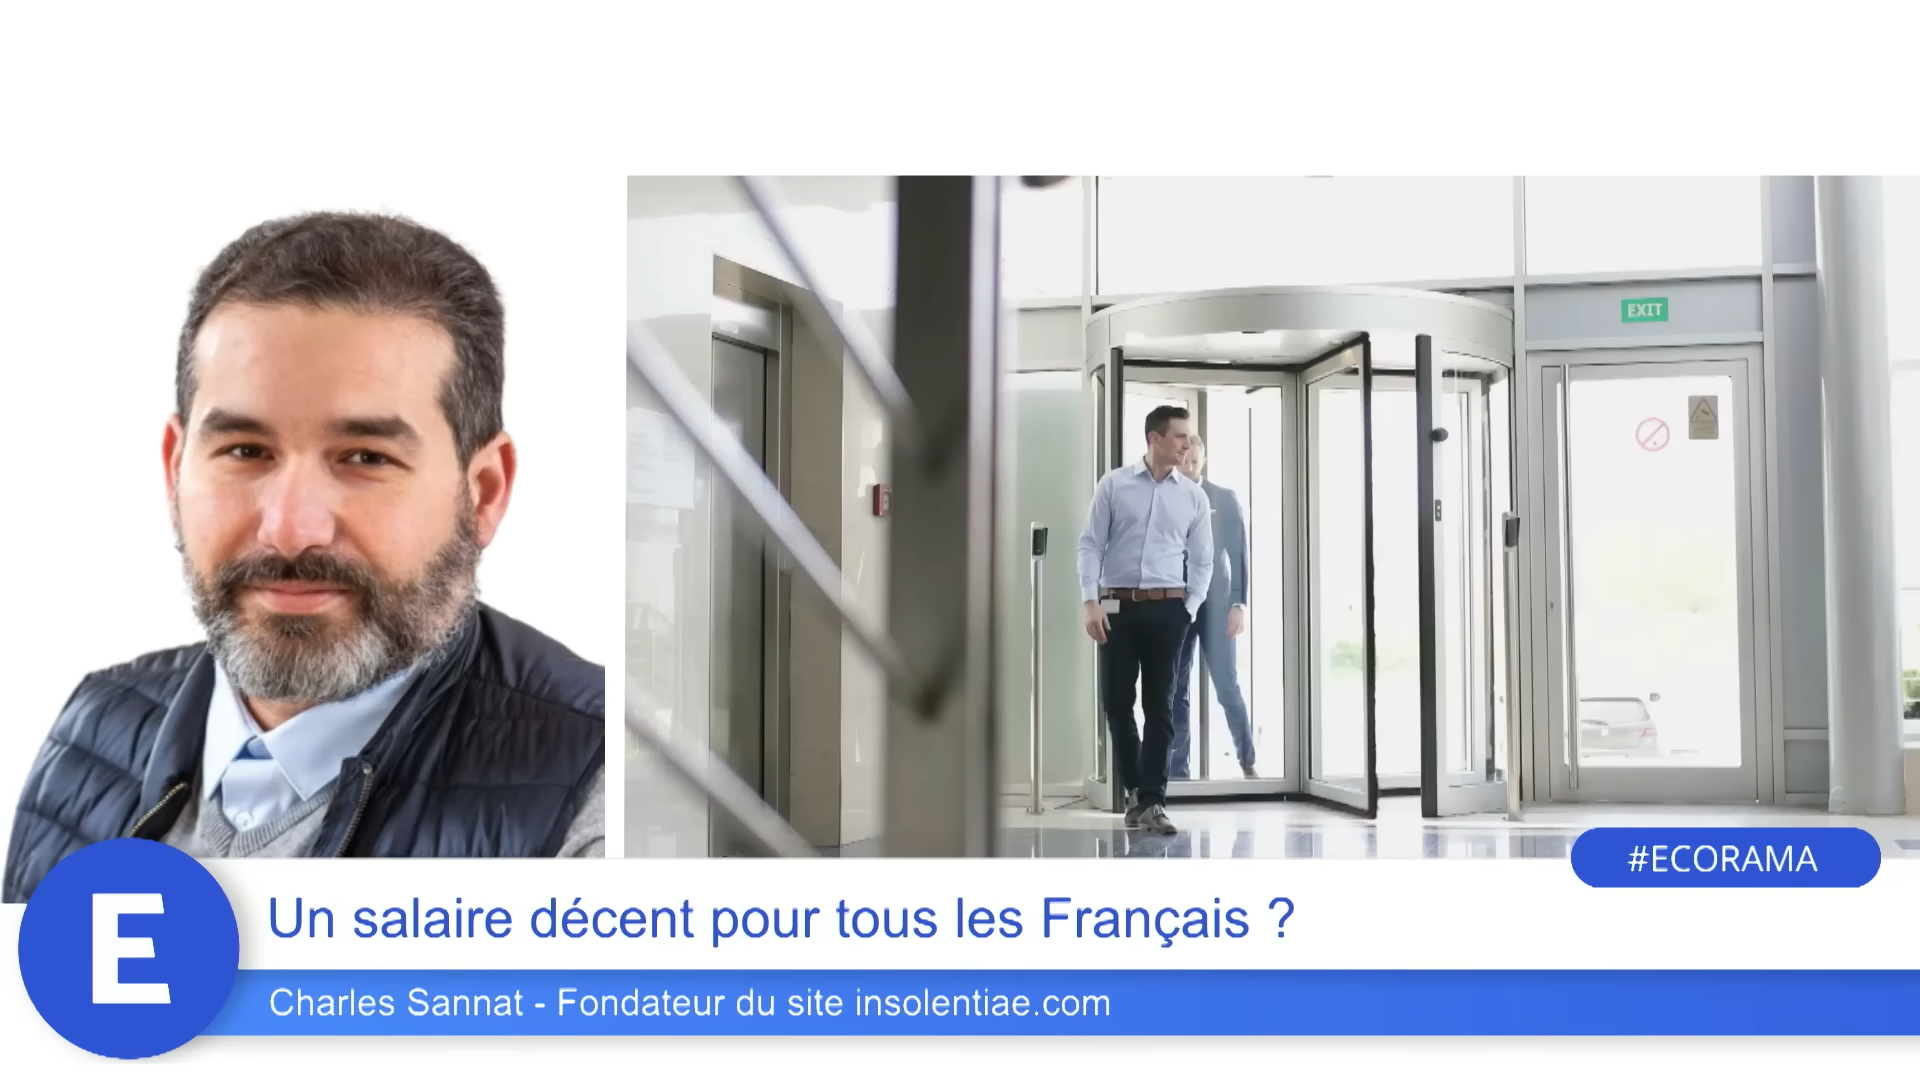 EXIT
#ECORAMA
E
Un salaire décent pour tous les Français ?
Charles Sannat - Fondateur du site insolentiae.com